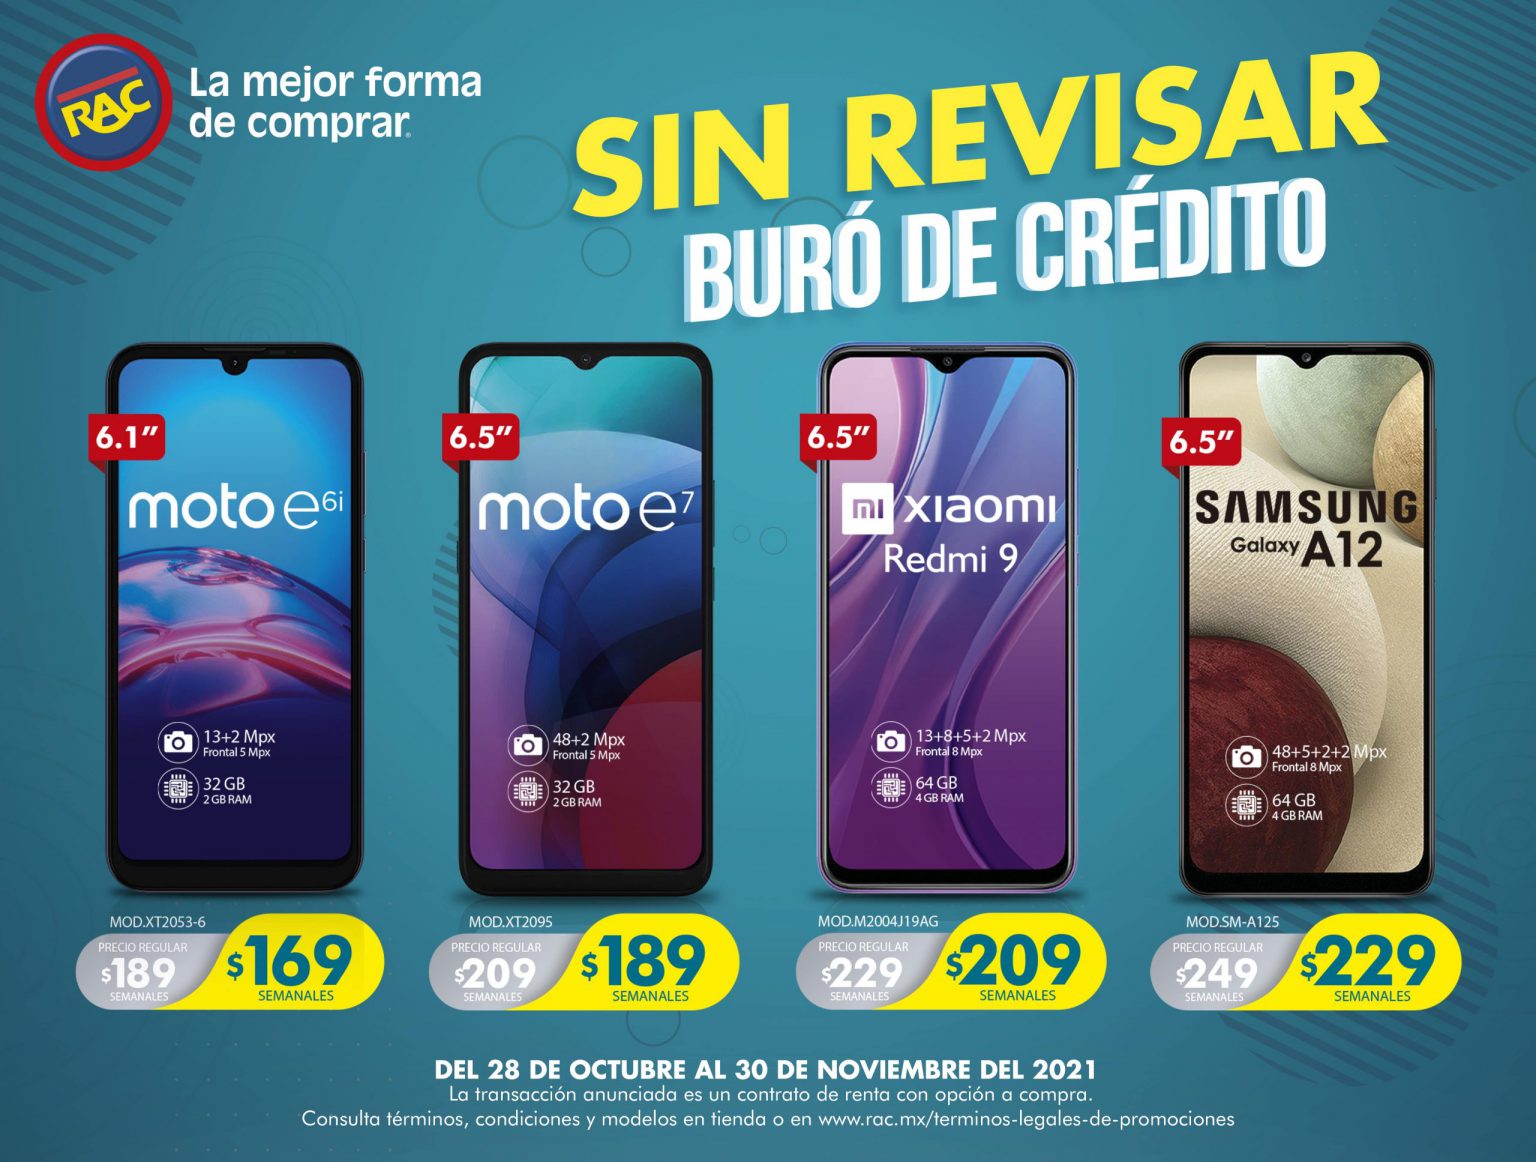 RAC
La mejor forma
de comprar.
SIN REVISAR
BURÓ DE CRÉDITO
6.1"
moto e6i
13+2 Mpx
Frontal 5 Mpx
32 GB
2 GB RAM
MOD.XT2053-6
PRECIO REGULAR
$189
SEMANALES
$169
SEMANALES
6.5"
moto e7
48+2 Mpx
Frontal 5 Mpx
32 GB
2 GB RAM
MOD.XT2095
PRECIO REGULAR
$209
SEMANALES
$189
SEMANALES
6.5"
mi xiaomi
Redmi 9
13+8+5+2 Mpx
Frontal 8 Mpx
64 GB
4 GB RAM
MOD.M2004J19AG
PRECIO REGULAR
$229
SEMANALES
$209
SEMANALES
6.5"
SAMSUNG
Galaxy A12
48+5+2+2 Mpx
Frontal 8 Mpx
64 GB
4 GB RAM
MOD.SM-A125
PRECIO REGULAR
$249
SEMANALES
$229
SEMANALES
DEL 28 DE OCTUBRE AL 30 DE NOVIEMBRE DEL 2021
La transacción anunciada es un contrato de renta con opción a compra.
Consulta términos, condiciones y modelos en tienda o en www.rac.mx/terminos-legales-de-promociones